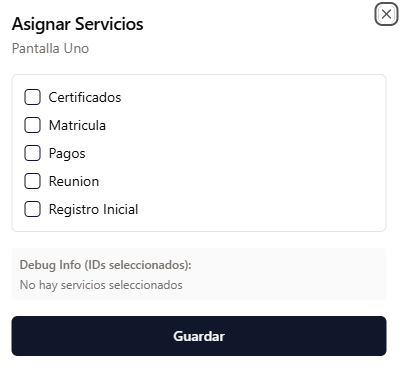 Asignar Servicios
Pantalla Uno
Certificados
Matricula
Pagos
Reunion
Registro Inicial
Debug Info (IDs seleccionados):
No hay servicios seleccionados
Guardar